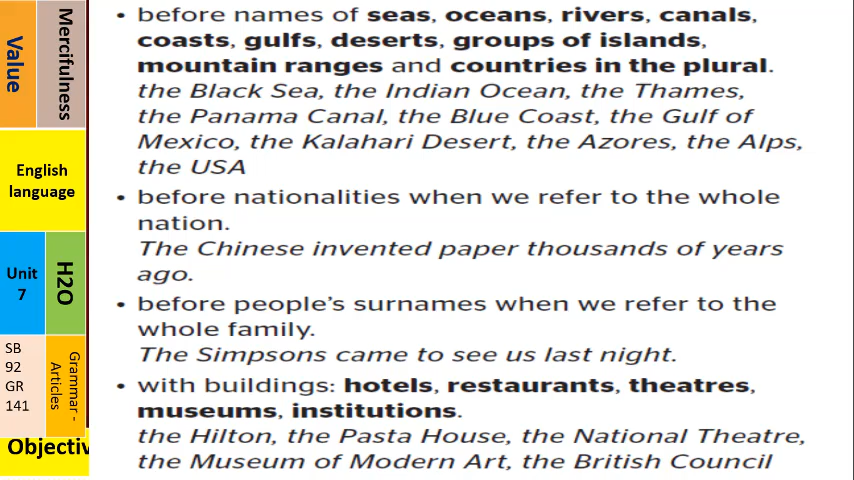 Value
Mercifulness
English
language
Unit
7
H2O
SB
92
GR
141
Grammar -
Articles
Objectiv
• before names of seas, oceans, rivers, canals,
coasts, gulfs, deserts, groups of islands,
mountain ranges and countries in the plural.
the Black Sea, the Indian Ocean, the Thames,
the Panama Canal, the Blue Coast, the Gulf of
Mexico, the Kalahari Desert, the Azores, the Alps,
the USA
• before nationalities when we refer to the whole
nation.
The Chinese invented paper thousands of years
ago.
• before people’s surnames when we refer to the
whole family.
The Simpsons came to see us last night.
• with buildings: hotels, restaurants, theatres,
museums, institutions.
the Hilton, the Pasta House, the National Theatre,
the Museum of Modern Art, the British Council